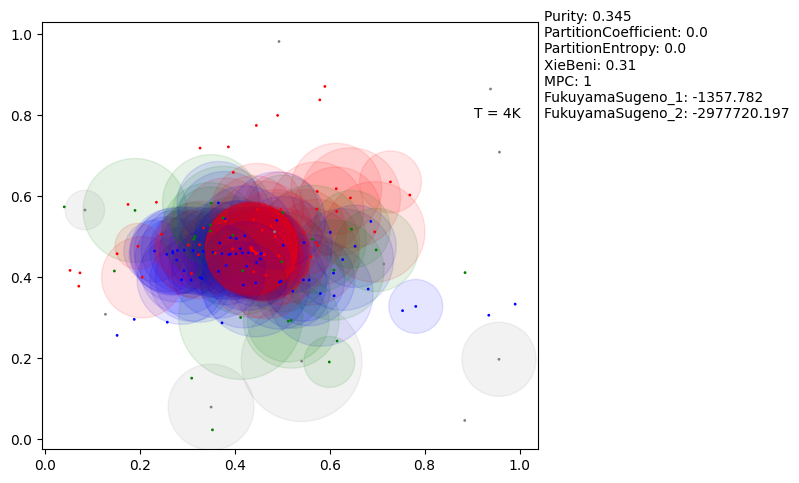 Purity: 0.345
PartitionCoefficient: 0.0
PartitionEntropy: 0.0
XieBeni: 0.31
MPC: 1
FukuyamaSugeno_1: -1357.782
FukuyamaSugeno_2: -2977720.197
T = 4K
1.0
0.8
0.6
0.4
0.2
0.0
0.0 0.2 0.4 0.6 0.8 1.0